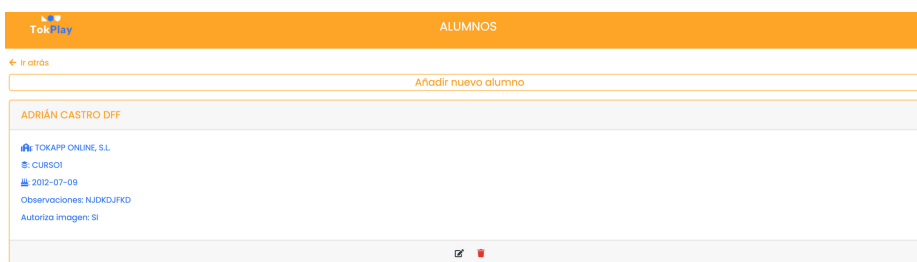 TokPlay
ALUMNOS
Ir atrás
Añadir nuevo alumno
ADRIÁN CASTRO DFF
: TOKAPP ONLINE, S.L.
: CURSO1
: 2012-07-09
Observaciones: NJDKDJFKD
Autoriza imagen: SI